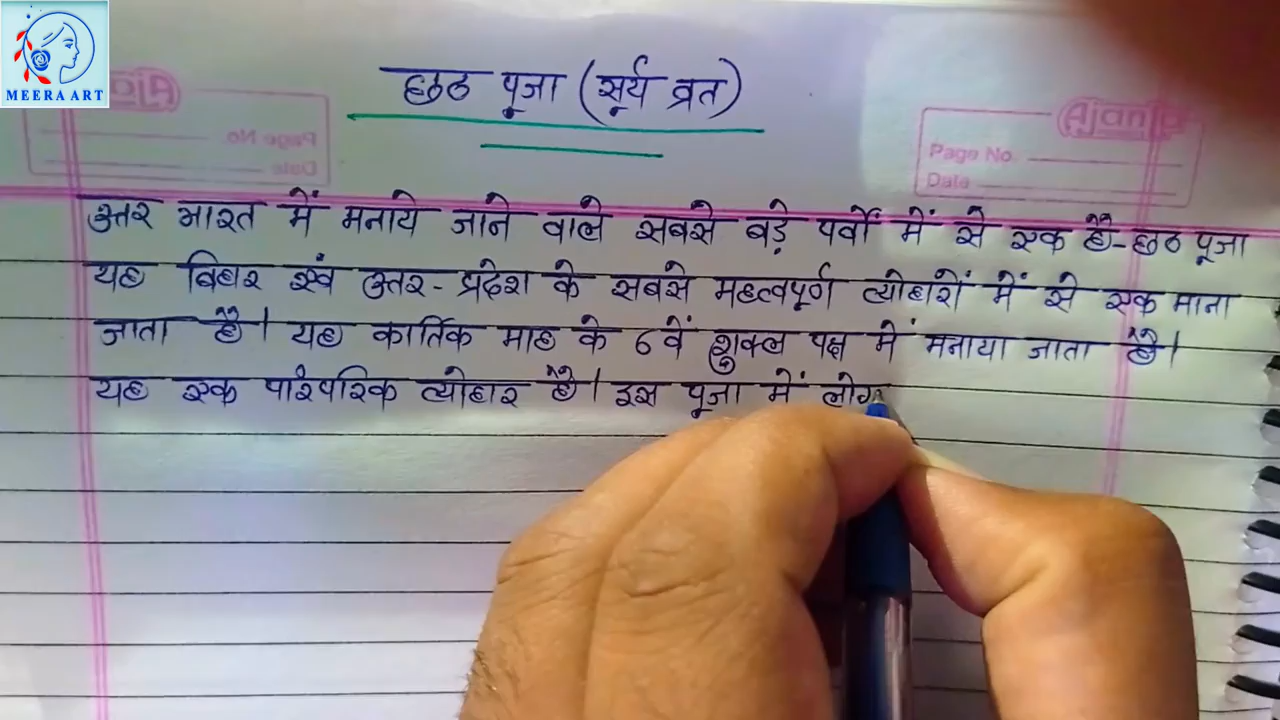 MEERA ART
छठ पूजा (सूर्य व्रत)
Ajanta
Page No.
Date
उत्तर भारत में मनाये जाने वाले सबसे बड़े पर्वों में से एक है-छठ पूजा
यह बिहार एवं उत्तर-प्रदेश के सबसे महत्वपूर्ण त्योहारों में से एक माना
जाता है। यह कार्तिक माह के 6वें शुक्ल पक्ष में मनाया जाता है।
यह एक पारंपरिक त्योहार है। इस पूजा में लोग